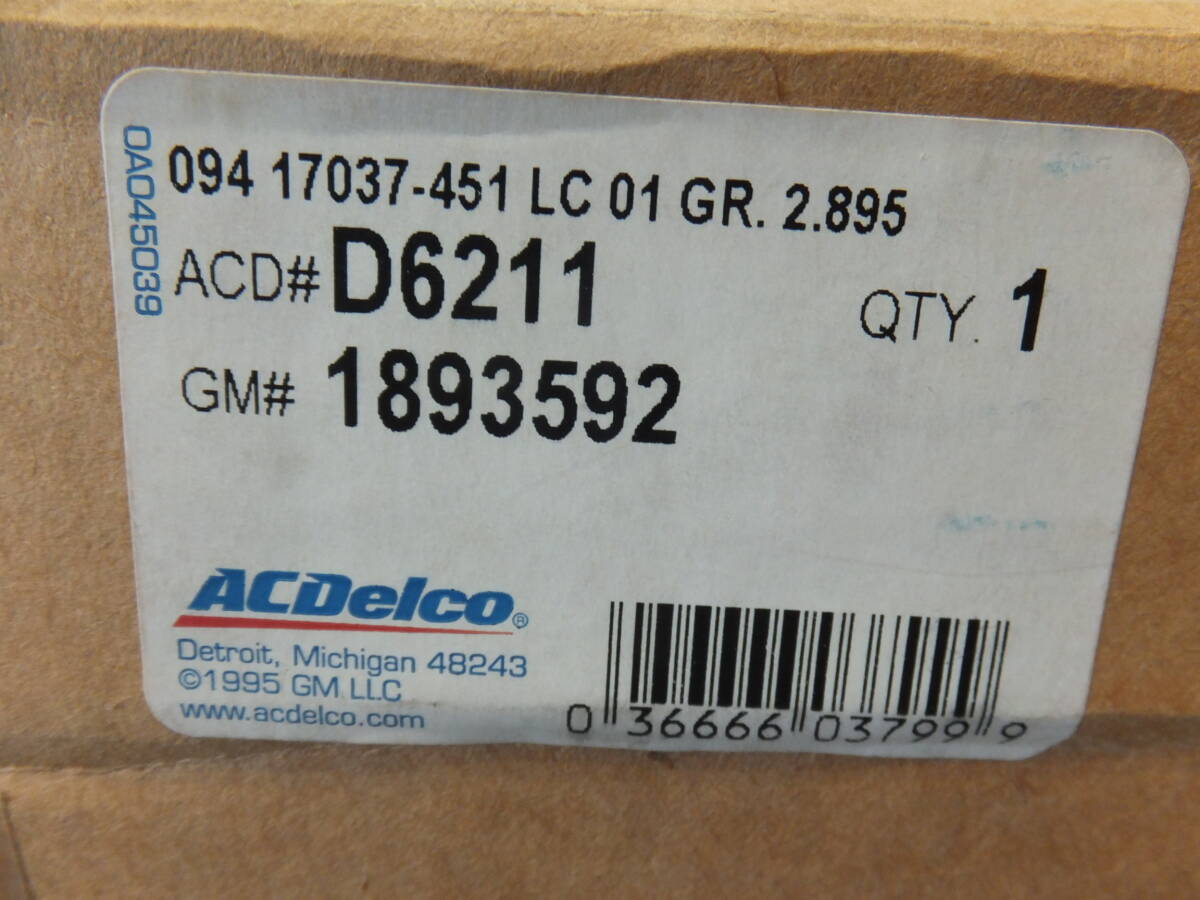 0A045039
094 17037-451 LC 01 GR. 2.895
ACD# D6211
QTY. 1
GM# 1893592
ACDelco®
Detroit, Michigan 48243
©1995 GM LLC
www.acdelco.com
0 36666 03799 9